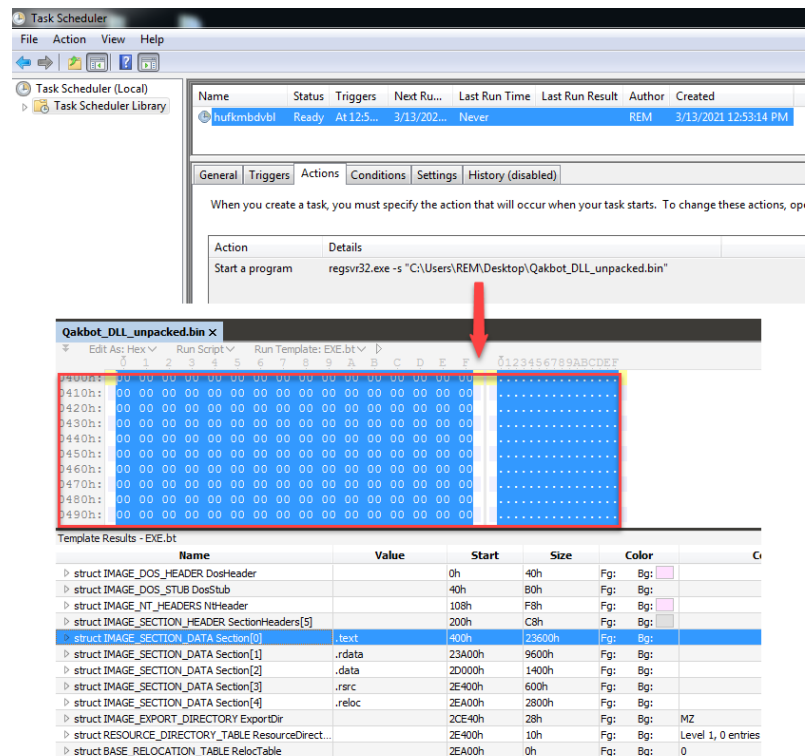 Task Scheduler
File Action View Help
Task Scheduler (Local)
Task Scheduler Library
Name Status Triggers Next Ru... Last Run Time Last Run Result Author Created
hufkmbdvbl Ready At 12:5... 3/13/202... Never REM 3/13/2021 12:53:14 PM
General Triggers Actions Conditions Settings History (disabled)
When you create a task, you must specify the action that will occur when your task starts. To change these actions, ope
Action Details
Start a program regsvr32.exe -s "C:\Users\REM\Desktop\Qakbot_DLL_unpacked.bin"
Qakbot_DLL_unpacked.bin X
Edit As: Hex Run Script Run Template: EXE.bt
0 1 2 3 4 5 6 7 8 9 A B C D E F 0123456789ABCDEF
0400h: 00 00 00 00 00 00 00 00 00 00 00 00 00 00 00 00 ................
0410h: 00 00 00 00 00 00 00 00 00 00 00 00 00 00 00 00 ................
0420h: 00 00 00 00 00 00 00 00 00 00 00 00 00 00 00 00 ................
0430h: 00 00 00 00 00 00 00 00 00 00 00 00 00 00 00 00 ................
0440h: 00 00 00 00 00 00 00 00 00 00 00 00 00 00 00 00 ................
0450h: 00 00 00 00 00 00 00 00 00 00 00 00 00 00 00 00 ................
0460h: 00 00 00 00 00 00 00 00 00 00 00 00 00 00 00 00 ................
0470h: 00 00 00 00 00 00 00 00 00 00 00 00 00 00 00 00 ................
0480h: 00 00 00 00 00 00 00 00 00 00 00 00 00 00 00 00 ................
0490h: 00 00 00 00 00 00 00 00 00 00 00 00 00 00 00 00 ................
Template Results - EXE.bt
Name Value Start Size Color C
struct IMAGE_DOS_HEADER DosHeader 0h 40h Fg: Bg:
struct IMAGE_DOS_STUB DosStub 40h B0h Fg: Bg:
struct IMAGE_NT_HEADERS NtHeader 108h F8h Fg: Bg:
struct IMAGE_SECTION_HEADER SectionHeaders[5] 200h C8h Fg: Bg:
struct IMAGE_SECTION_DATA Section[0] .text 400h 23600h Fg: Bg:
struct IMAGE_SECTION_DATA Section[1] .rdata 23A00h 9600h Fg: Bg:
struct IMAGE_SECTION_DATA Section[2] .data 2D000h 1400h Fg: Bg:
struct IMAGE_SECTION_DATA Section[3] .rsrc 2E400h 600h Fg: Bg:
struct IMAGE_SECTION_DATA Section[4] .reloc 2EA00h 2800h Fg: Bg:
struct IMAGE_EXPORT_DIRECTORY ExportDir 2CE40h 28h Fg: Bg: MZ
struct RESOURCE_DIRECTORY_TABLE ResourceDirect... 2E400h 10h Fg: Bg: Level 1, 0 entries
struct BASE_RELOCATION_TABLE RelocTable 2EA00h 0h Fg: Bg: 0